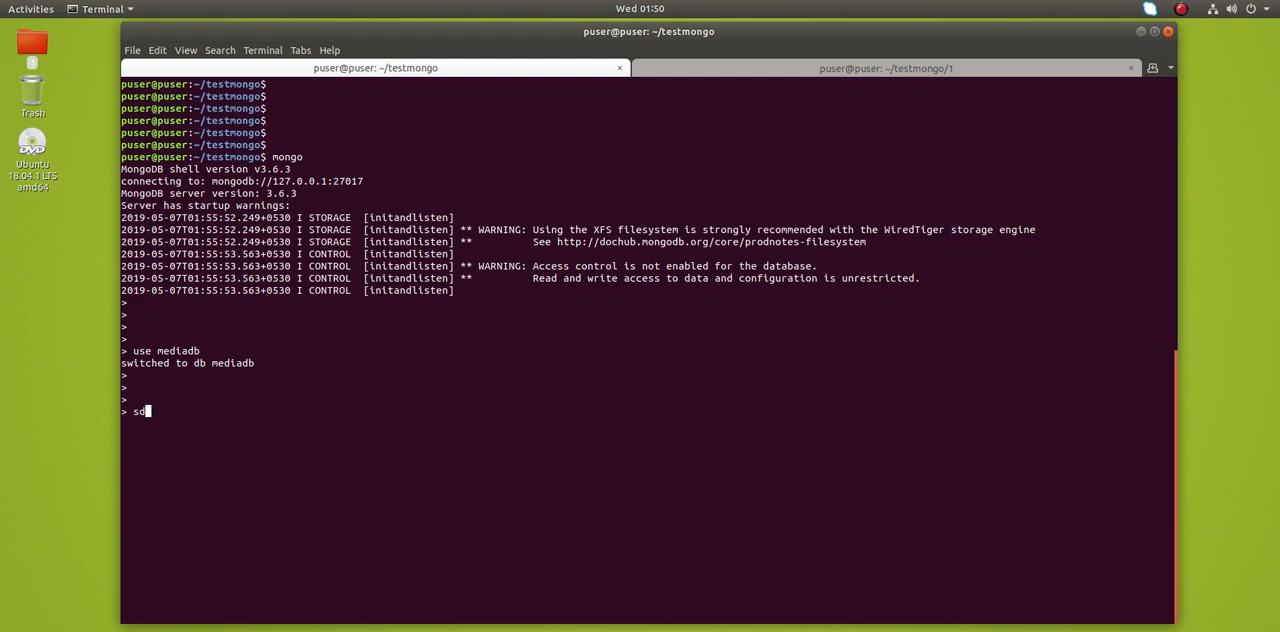 Activities
Terminal
Wed 01:50
puser@puser: ~/testmongo
File Edit View Search Terminal Tabs Help
puser@puser: ~/testmongo ×
puser@puser: ~/testmongo/1 ×
1
Trash
DVD
Ubuntu
18.04.1 LTS
amd64
puser@puser:~/testmongo$
puser@puser:~/testmongo$
puser@puser:~/testmongo$
puser@puser:~/testmongo$
puser@puser:~/testmongo$
puser@puser:~/testmongo$
puser@puser:~/testmongo$ mongo
MongoDB shell version v3.6.3
connecting to: mongodb://127.0.0.1:27017
MongoDB server version: 3.6.3
Server has startup warnings:
2019-05-07T01:55:52.249+0530 I STORAGE  [initandlisten]
2019-05-07T01:55:52.249+0530 I STORAGE  [initandlisten] ** WARNING: Using the XFS filesystem is strongly recommended with the WiredTiger storage engine
2019-05-07T01:55:52.249+0530 I STORAGE  [initandlisten] **          See http://dochub.mongodb.org/core/prodnotes-filesystem
2019-05-07T01:55:53.563+0530 I CONTROL  [initandlisten]
2019-05-07T01:55:53.563+0530 I CONTROL  [initandlisten] ** WARNING: Access control is not enabled for the database.
2019-05-07T01:55:53.563+0530 I CONTROL  [initandlisten] **          Read and write access to data and configuration is unrestricted.
2019-05-07T01:55:53.563+0530 I CONTROL  [initandlisten]
>
>
>
>
> use mediadb
switched to db mediadb
>
>
>
> sd